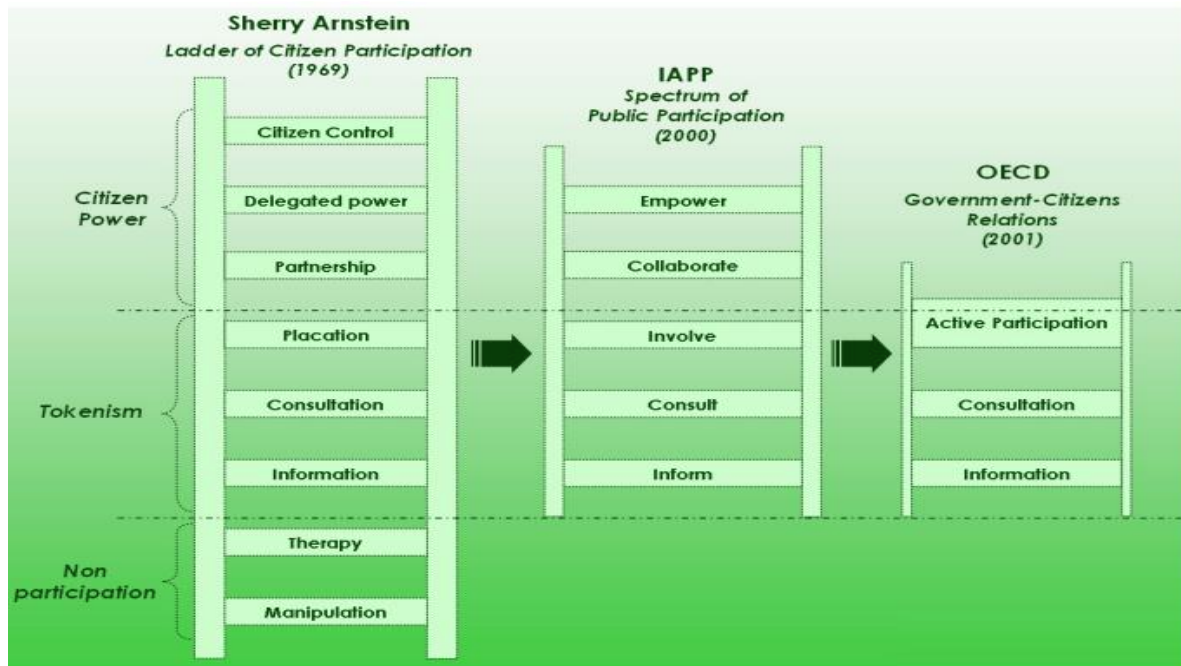 Sherry Arnstein
Ladder of Citizen Participation
(1969)
Citizen Power
Citizen Control
Delegated power
Partnership
Tokenism
Placation
Consultation
Information
Non participation
Therapy
Manipulation
IAPP
Spectrum of
Public Participation
(2000)
Empower
Collaborate
Involve
Consult
Inform
OECD
Government-Citizens
Relations
(2001)
Active Participation
Consultation
Information